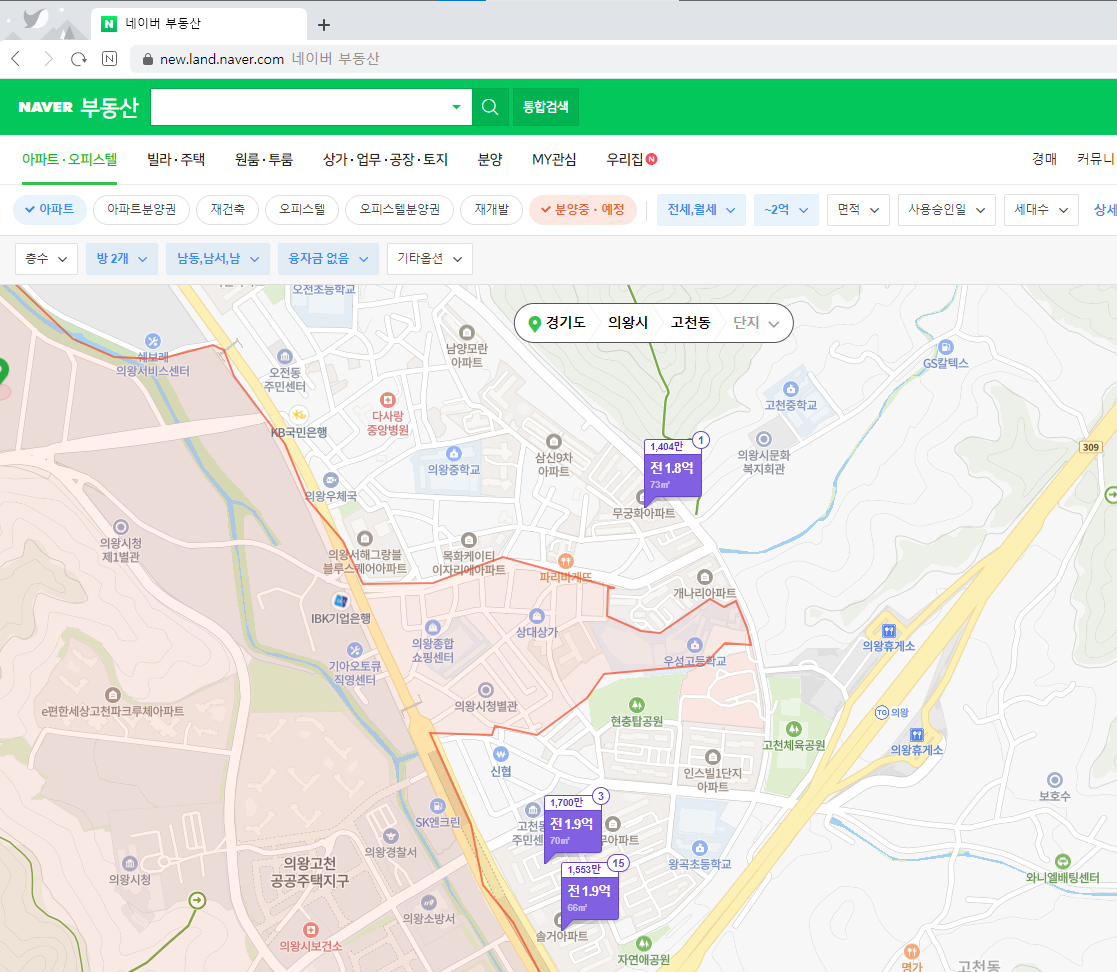 네이버 부동산
new.land.naver.com 네이버 부동산
NAVER 부동산
통합검색
아파트·오피스텔 빌라·주택 원룸·투룸 상가·업무·공장·토지 분양 MY관심 우리집 N 경매 커뮤니
아파트 아파트분양권 재건축 오피스텔 오피스텔분양권 재개발 분양중·예정 전세,월세 ~2억 면적 사용승인일 세대수 상세
층수 방 2개 남동,남서,남 융자금 없음 기타옵션
오전초등학교
경기도 의왕시 고천동 단지
쉐보레
의왕서비스센터
오전동
주민센터
남양모란
아파트
GS칼텍스
다사랑
중앙병원
고천중학교
KB국민은행
의왕중학교
삼신9차
아파트
1,404만 1
전 1.8억
73㎡
의왕시문화
복지회관
309
의왕우체국
무궁화아파트
의왕시청
제1별관
의왕서해그랑블
블루스퀘어아파트
목화케이티
이자리에아파트
파리바게뜨
개나리아파트
IBK기업은행
상대상가
의왕종합
쇼핑센터
우성고등학교
의왕휴게소
기아오토큐
직영센터
e편한세상고천파크루체아파트
의왕시청별관
현충탑공원
TG 의왕
고천체육공원
의왕휴게소
신협
인스빌1단지
아파트
보호수
1,700만 3
전 1.9억
70㎡
SK엔크린
고천동
주민센
무아파트
의왕경찰서
왕곡초등학교
의왕고천
공공주택지구
의왕시청
1,553만 15
전 1.9억
66㎡
와니엘배팅센터
의왕소방서
솔거아파트
의왕시보건소
자연애공원
명가
고천동